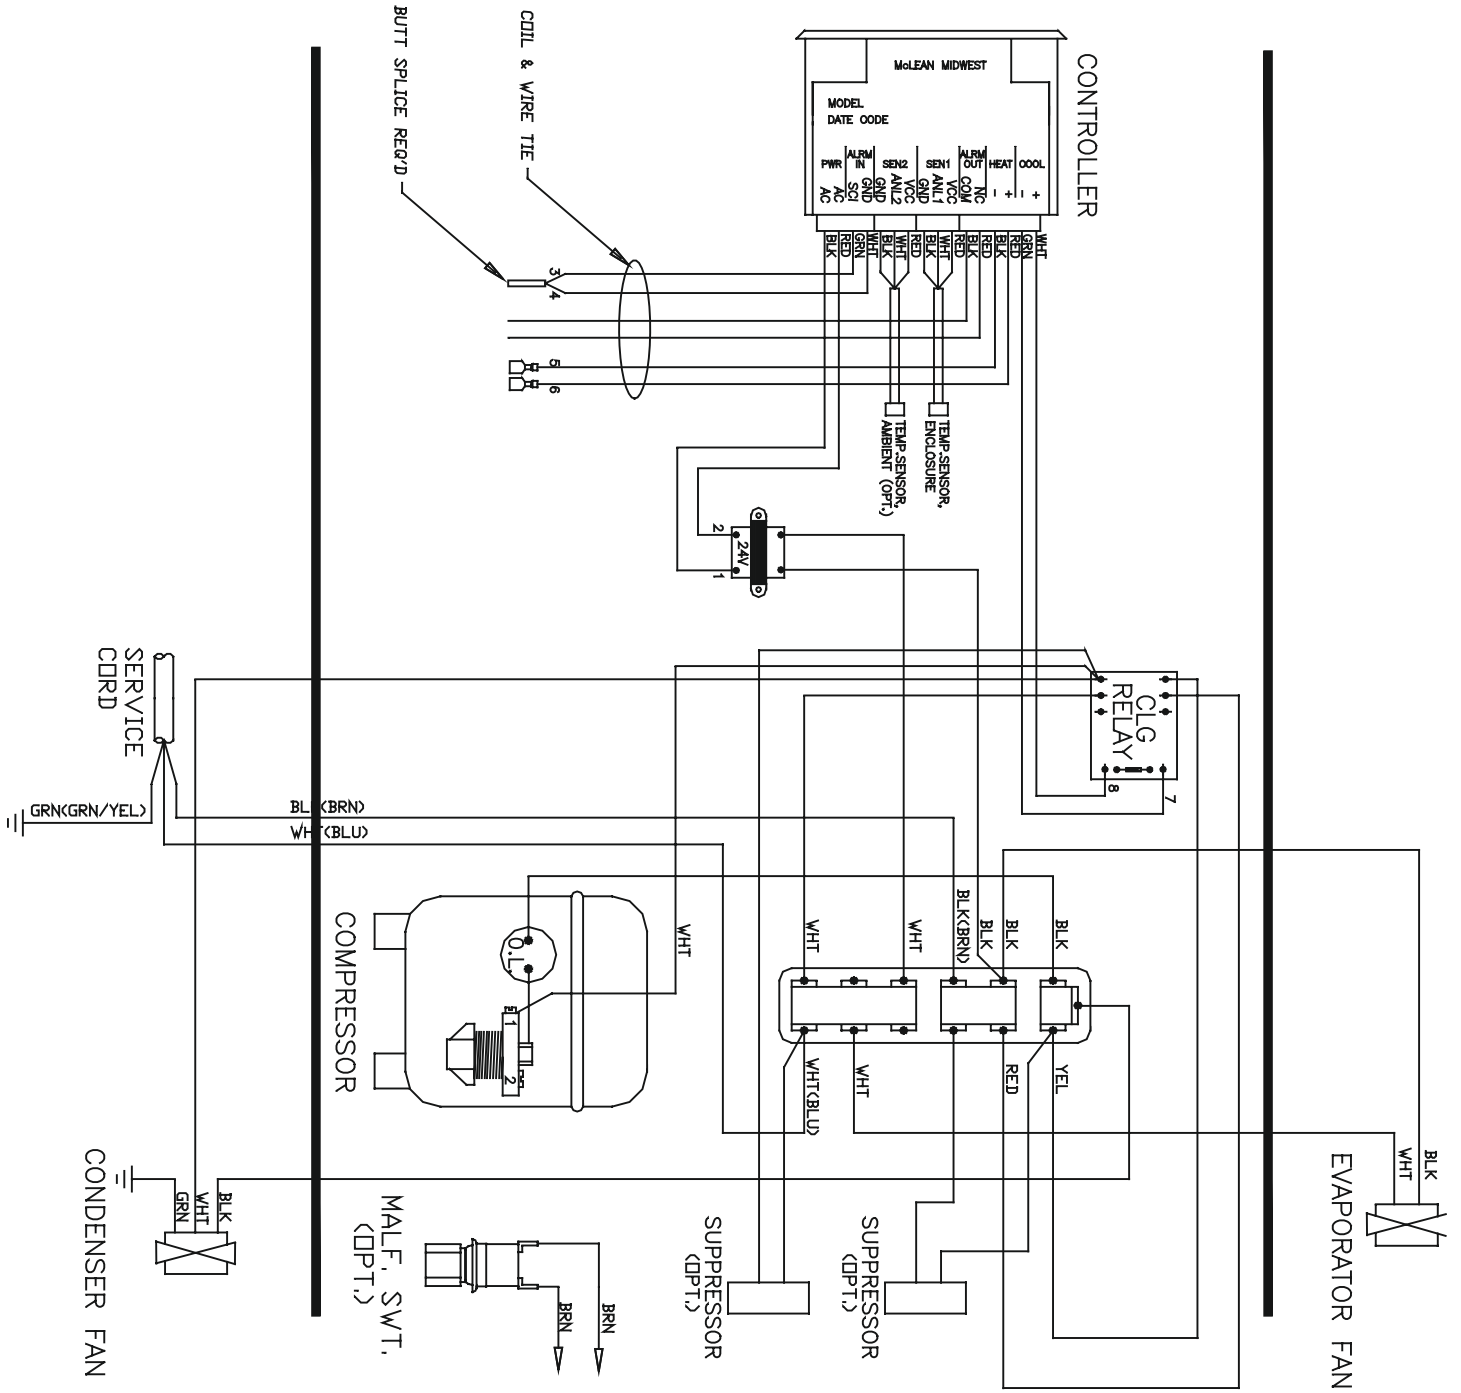 BUTT SPLICE REQ'D
COIL & WIRE TIE
CONTROLLER
McLEAN MIDWEST
MODEL
DATE CODE
PWR
ALRM
IN
SEN2
SEN1
ALRM
OUT
HEAT
COOL
AC
AC
SCI
GND
GND
ANL2
VCC
GND
ANL1
VCC
COM
NC
-
+
-
+
BLK
RED
GRN
WHT
BLK
WHT
RED
BLK
WHT
RED
BLK
RED
BLK
RED
GRN
WHT
3
4
5
6
TEMP.SENSOR,
AMBIENT (OPT.)
TEMP.SENSOR,
ENCLOSURE
2
24V
1
CLG
RELAY
8
7
SERVICE
CORD
GRN(GRN/YEL)
BLK(BRN)
WHT(BLU)
COMPRESSOR
O.L.
1
2
WHT
WHT
WHT
BLK(BRN)
BLK
BLK
BLK
WHT(BLU)
WHT
RED
YEL
CONDENSER FAN
GRN
WHT
BLK
MALF. SWT.
(OPT.)
BRN
BRN
SUPPRESSOR
(OPT.)
SUPPRESSOR
(OPT.)
EVAPORATOR FAN
WHT
BLK